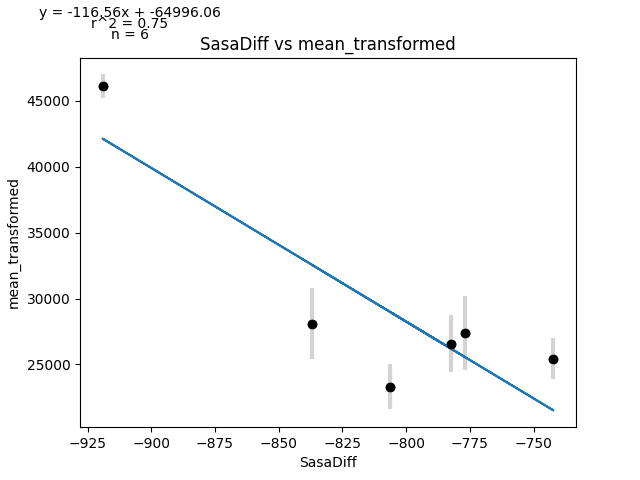 y = -116.56x + -64996.06
r^2 = 0.75
n = 6
SasaDiff vs mean_transformed
mean_transformed
45000
40000
35000
30000
25000
−925 −900 −875 −850 −825 −800 −775 −750
SasaDiff